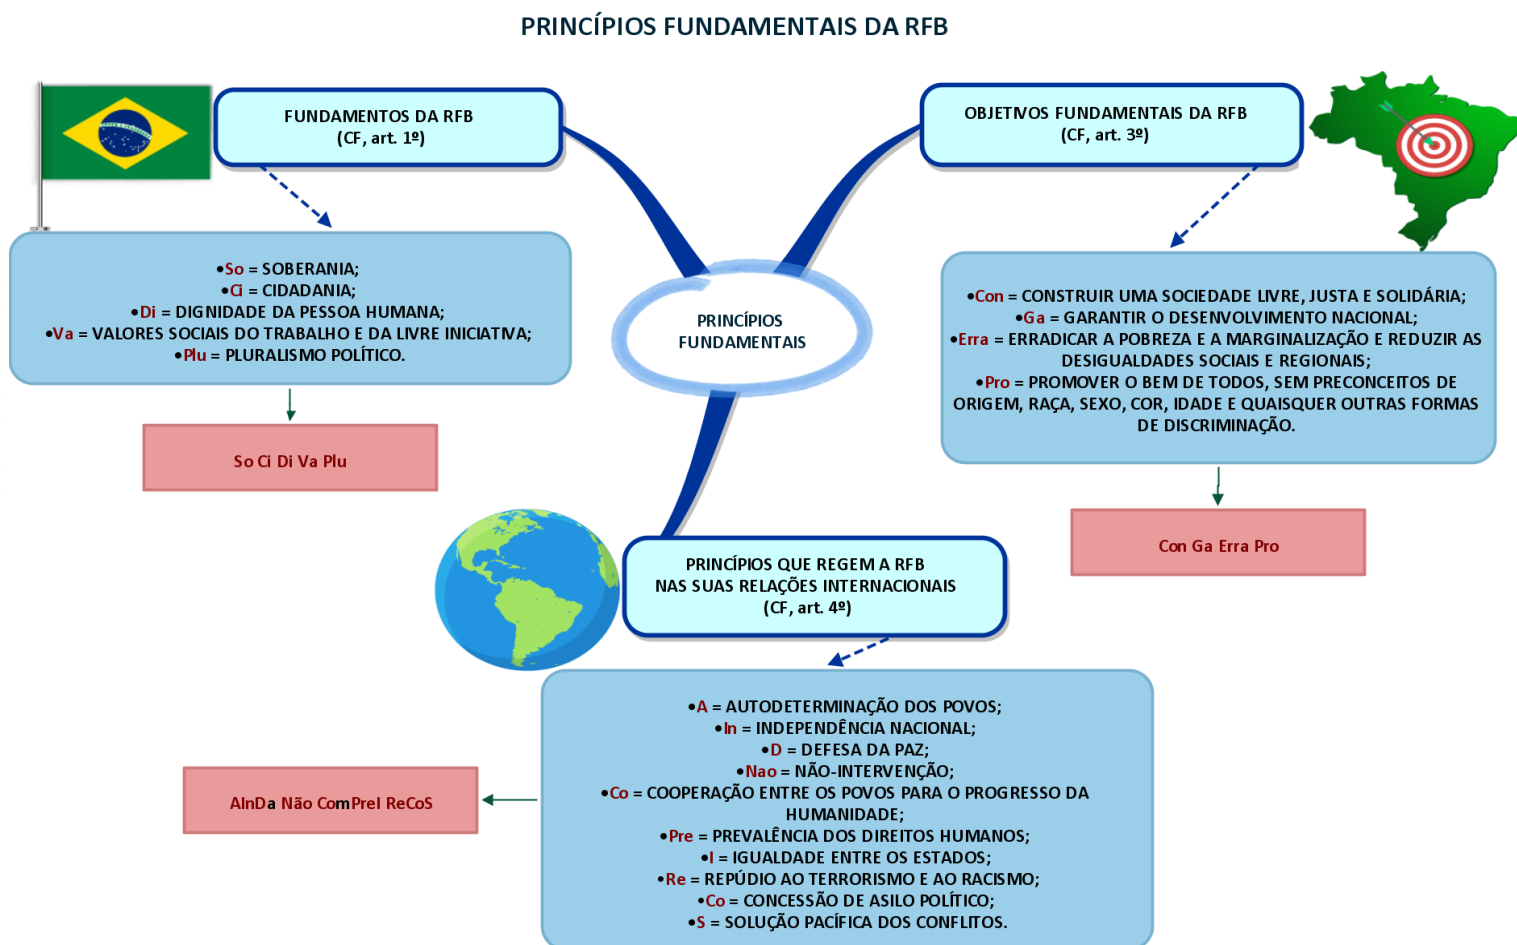 PRINCÍPIOS FUNDAMENTAIS DA RFB
FUNDAMENTOS DA RFB
(CF, art. 1º)
•So = SOBERANIA;
•Ci = CIDADANIA;
•Di = DIGNIDADE DA PESSOA HUMANA;
•Va = VALORES SOCIAIS DO TRABALHO E DA LIVRE INICIATIVA;
•Plu = PLURALISMO POLÍTICO.
So Ci Di Va Plu
OBJETIVOS FUNDAMENTAIS DA RFB
(CF, art. 3º)
•Con = CONSTRUIR UMA SOCIEDADE LIVRE, JUSTA E SOLIDÁRIA;
•Ga = GARANTIR O DESENVOLVIMENTO NACIONAL;
•Erra = ERRADICAR A POBREZA E A MARGINALIZAÇÃO E REDUZIR AS
DESIGUALDADES SOCIAIS E REGIONAIS;
•Pro = PROMOVER O BEM DE TODOS, SEM PRECONCEITOS DE
ORIGEM, RAÇA, SEXO, COR, IDADE E QUAISQUER OUTRAS FORMAS
DE DISCRIMINAÇÃO.
Con Ga Erra Pro
PRINCÍPIOS
FUNDAMENTAIS
PRINCÍPIOS QUE REGEM A RFB
NAS SUAS RELAÇÕES INTERNACIONAIS
(CF, art. 4º)
•A = AUTODETERMINAÇÃO DOS POVOS;
•In = INDEPENDÊNCIA NACIONAL;
•D = DEFESA DA PAZ;
•Nao = NÃO-INTERVENÇÃO;
•Co = COOPERAÇÃO ENTRE OS POVOS PARA O PROGRESSO DA
HUMANIDADE;
•Pre = PREVALÊNCIA DOS DIREITOS HUMANOS;
•I = IGUALDADE ENTRE OS ESTADOS;
•Re = REPÚDIO AO TERRORISMO E AO RACISMO;
•Co = CONCESSÃO DE ASILO POLÍTICO;
•S = SOLUÇÃO PACÍFICA DOS CONFLITOS.
AInDa Não ComPreI ReCoS